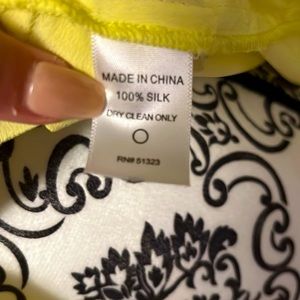 MADE IN CHINA
100% SILK
DRY CLEAN ONLY
RN# 51323